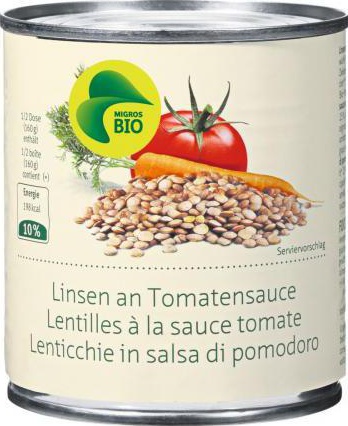 MIGROS
BIO
1/2 Dose
(160g)
enthält
1/2 boîte
(160g)
contient (*)
Energie
198kcal
10%
Serviervorschlag
Linsen an Tomatensauce
Lentilles à la sauce tomate
Lenticchie in salsa di pomodoro